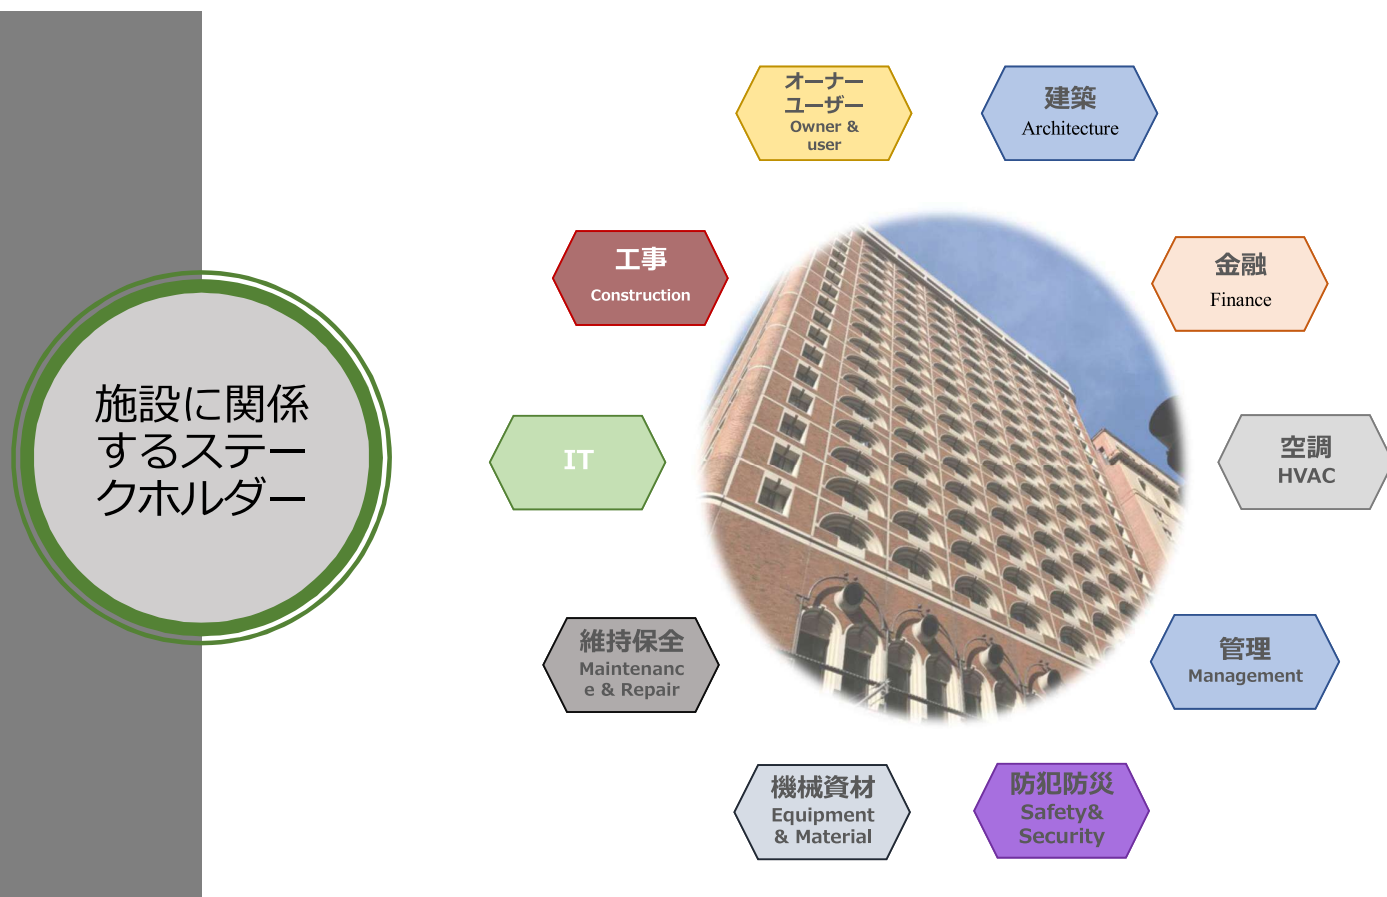 施設に関係
するステー
クホルダー
オーナー
ユーザー
Owner &
user
建築
Architecture
工事
Construction
金融
Finance
IT
空調
HVAC
維持保全
Maintenanc
e & Repair
管理
Management
機械資材
Equipment
& Material
防犯防災
Safety&
Security